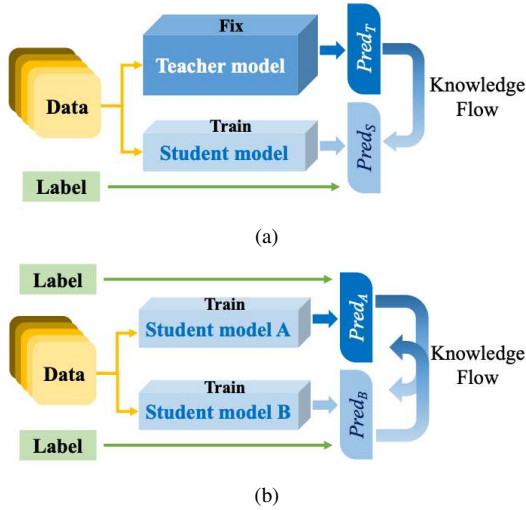 Fix
Teacher model
Pred_T
Data
Knowledge
Flow
Train
Student model
Pred_S
Label
(a)
Label
Train
Student model A
Pred_A
Data
Knowledge
Flow
Train
Student model B
Pred_B
Label
(b)